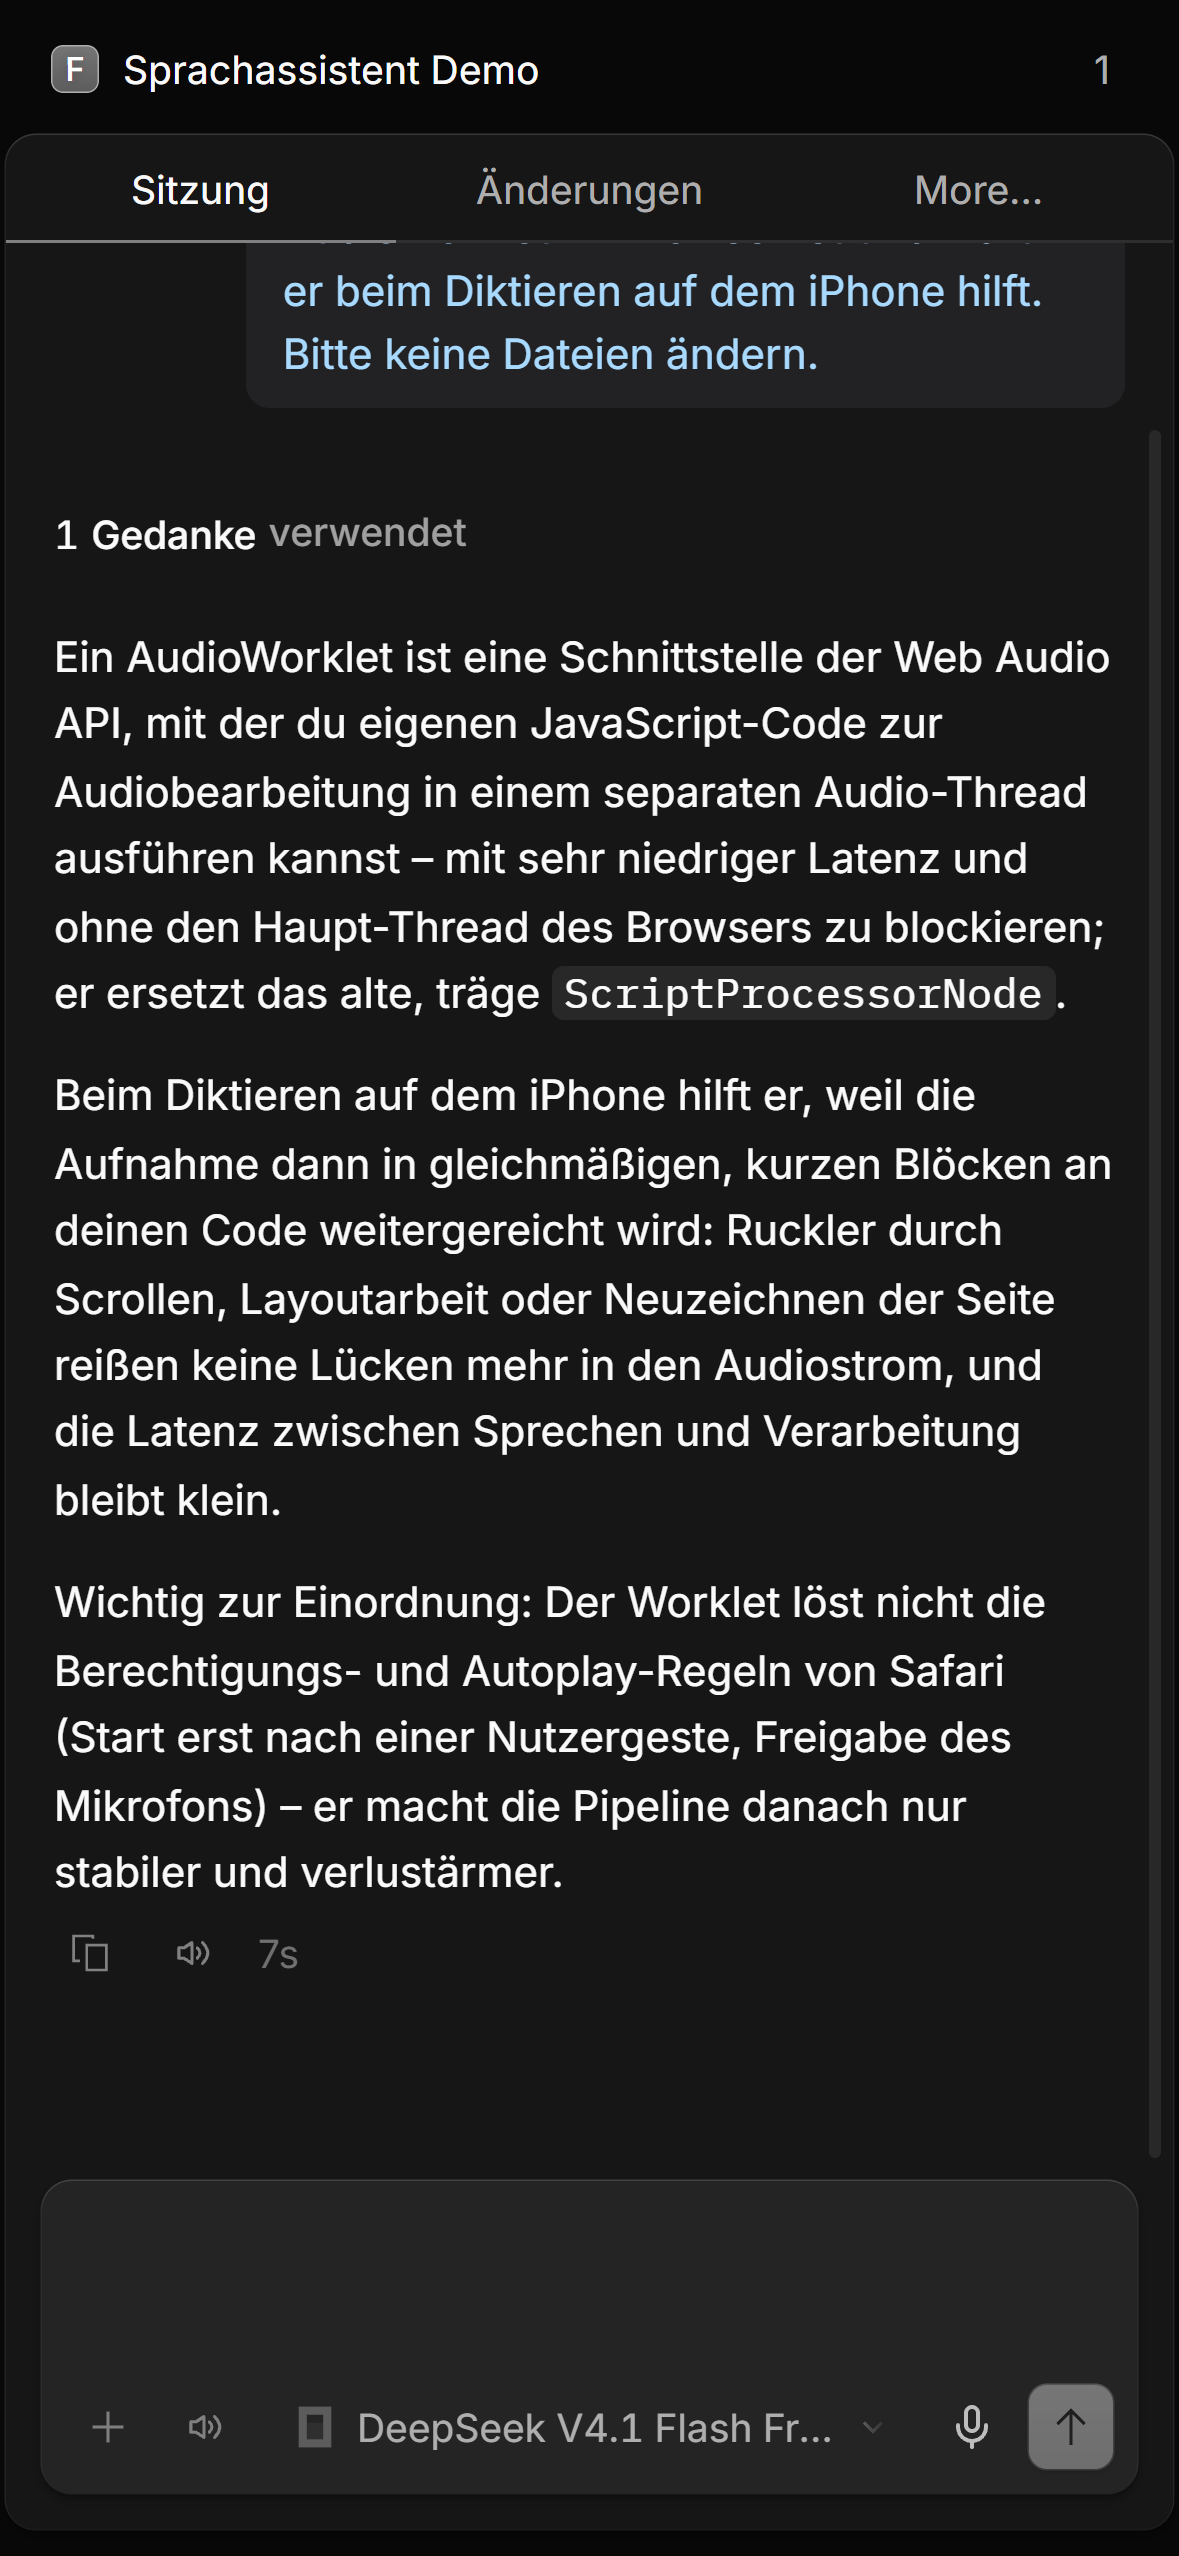 F Sprachassistent Demo 1
Sitzung Änderungen More...
er beim Diktieren auf dem iPhone hilft.
Bitte keine Dateien ändern.
1 Gedanke verwendet
Ein AudioWorklet ist eine Schnittstelle der Web Audio
API, mit der du eigenen JavaScript-Code zur
Audiobearbeitung in einem separaten Audio-Thread
ausführen kannst – mit sehr niedriger Latenz und
ohne den Haupt-Thread des Browsers zu blockieren;
er ersetzt das alte, träge ScriptProcessorNode.
Beim Diktieren auf dem iPhone hilft er, weil die
Aufnahme dann in gleichmäßigen, kurzen Blöcken an
deinen Code weitergereicht wird: Ruckler durch
Scrollen, Layoutarbeit oder Neuzeichnen der Seite
reißen keine Lücken mehr in den Audiostrom, und
die Latenz zwischen Sprechen und Verarbeitung
bleibt klein.
Wichtig zur Einordnung: Der Worklet löst nicht die
Berechtigungs- und Autoplay-Regeln von Safari
(Start erst nach einer Nutzergeste, Freigabe des
Mikrofons) – er macht die Pipeline danach nur
stabiler und verlustärmer.
7s
DeepSeek V4.1 Flash Fr...